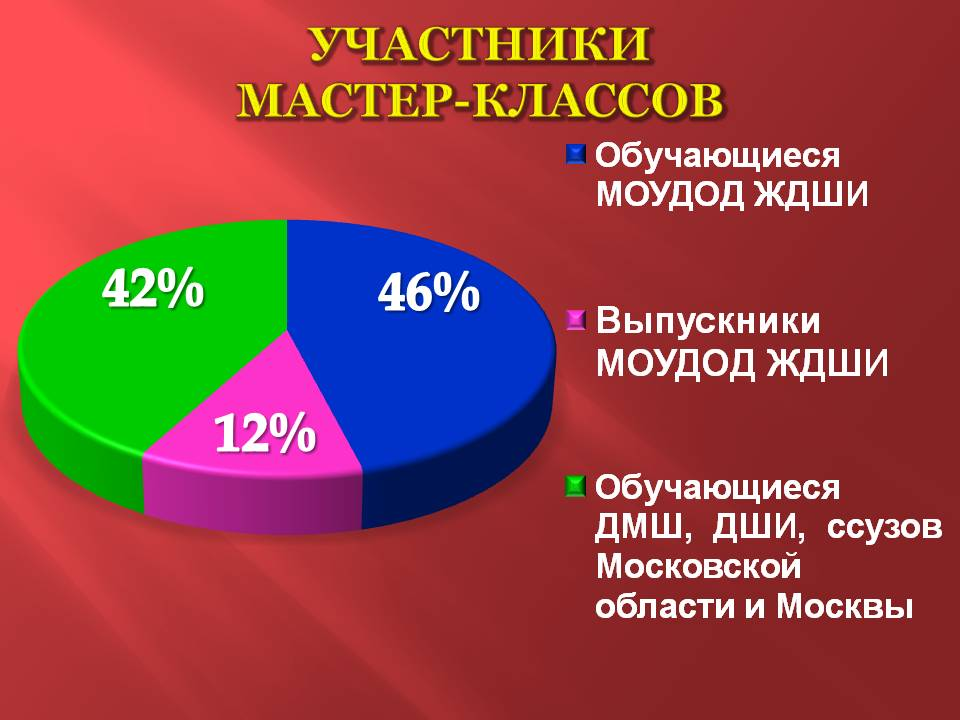 УЧАСТНИКИ
МАСТЕР-КЛАССОВ
Обучающиеся
МОУДОД ЖДШИ
42%
46%
Выпускники
МОУДОД ЖДШИ
12%
Обучающиеся
ДМШ, ДШИ, ссузов
Московской
области и Москвы